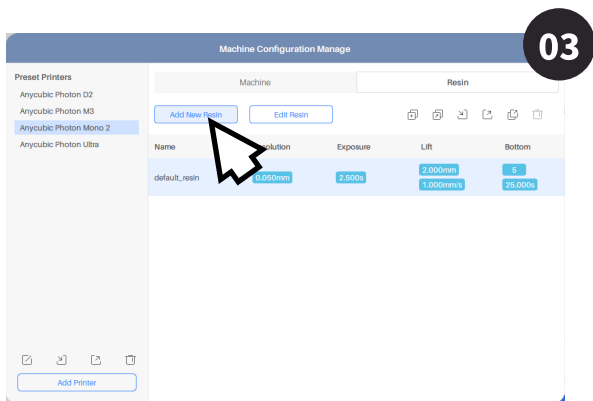 03
Machine Configuration Manage
Preset Printers
Anycubic Photon D2
Anycubic Photon M3
Anycubic Photon Mono 2
Anycubic Photon Ultra
Add Printer
Machine Resin
Add New Resin Edit Resin
Name Exposure Lift Bottom
default_resin 0.050mm 2.500s 2.000mm 5
1.000mm/s 25.000s